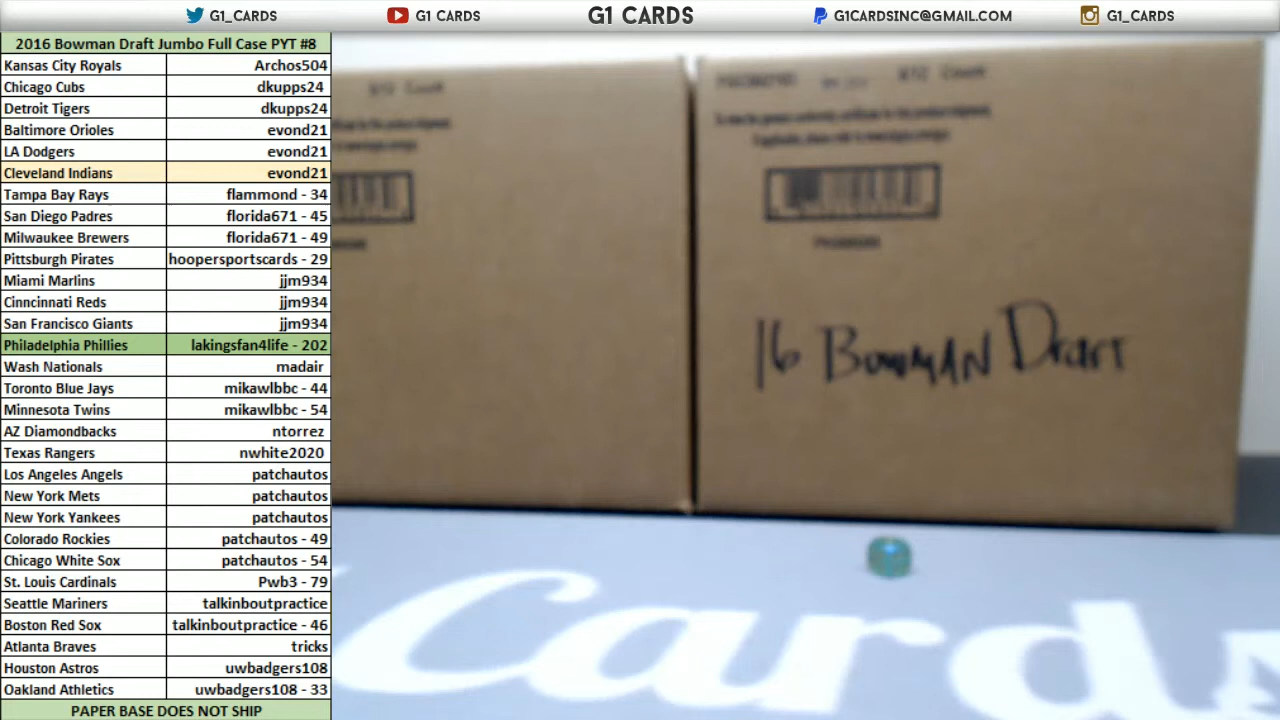 G1_CARDS
G1 CARDS
G1 CARDS
G1CARDSINC@GMAIL.COM
G1_CARDS
2016 Bowman Draft Jumbo Full Case PYT #8
Kansas City Royals Archos504
Chicago Cubs dkupps24
Detroit Tigers dkupps24
Baltimore Orioles evond21
LA Dodgers evond21
Cleveland Indians evond21
Tampa Bay Rays flammond - 34
San Diego Padres florida671 - 45
Milwaukee Brewers florida671 - 49
Pittsburgh Pirates hoopersportscards - 29
Miami Marlins jjm934
Cinncinnati Reds jjm934
San Francisco Giants jjm934
Philadelphia Phillies lakingsfan4life - 202
Wash Nationals madair
Toronto Blue Jays mikawlbbc - 44
Minnesota Twins mikawlbbc - 54
AZ Diamondbacks ntorrez
Texas Rangers nwhite2020
Los Angeles Angels patchautos
New York Mets patchautos
New York Yankees patchautos
Colorado Rockies patchautos - 49
Chicago White Sox patchautos - 54
St. Louis Cardinals Pwb3 - 79
Seattle Mariners talkinboutpractice
Boston Red Sox talkinboutpractice - 46
Atlanta Braves tricks
Houston Astros uwbadgers108
Oakland Athletics uwbadgers108 - 33
PAPER BASE DOES NOT SHIP
Count
Count
16 BOWMAN Draft
Cards